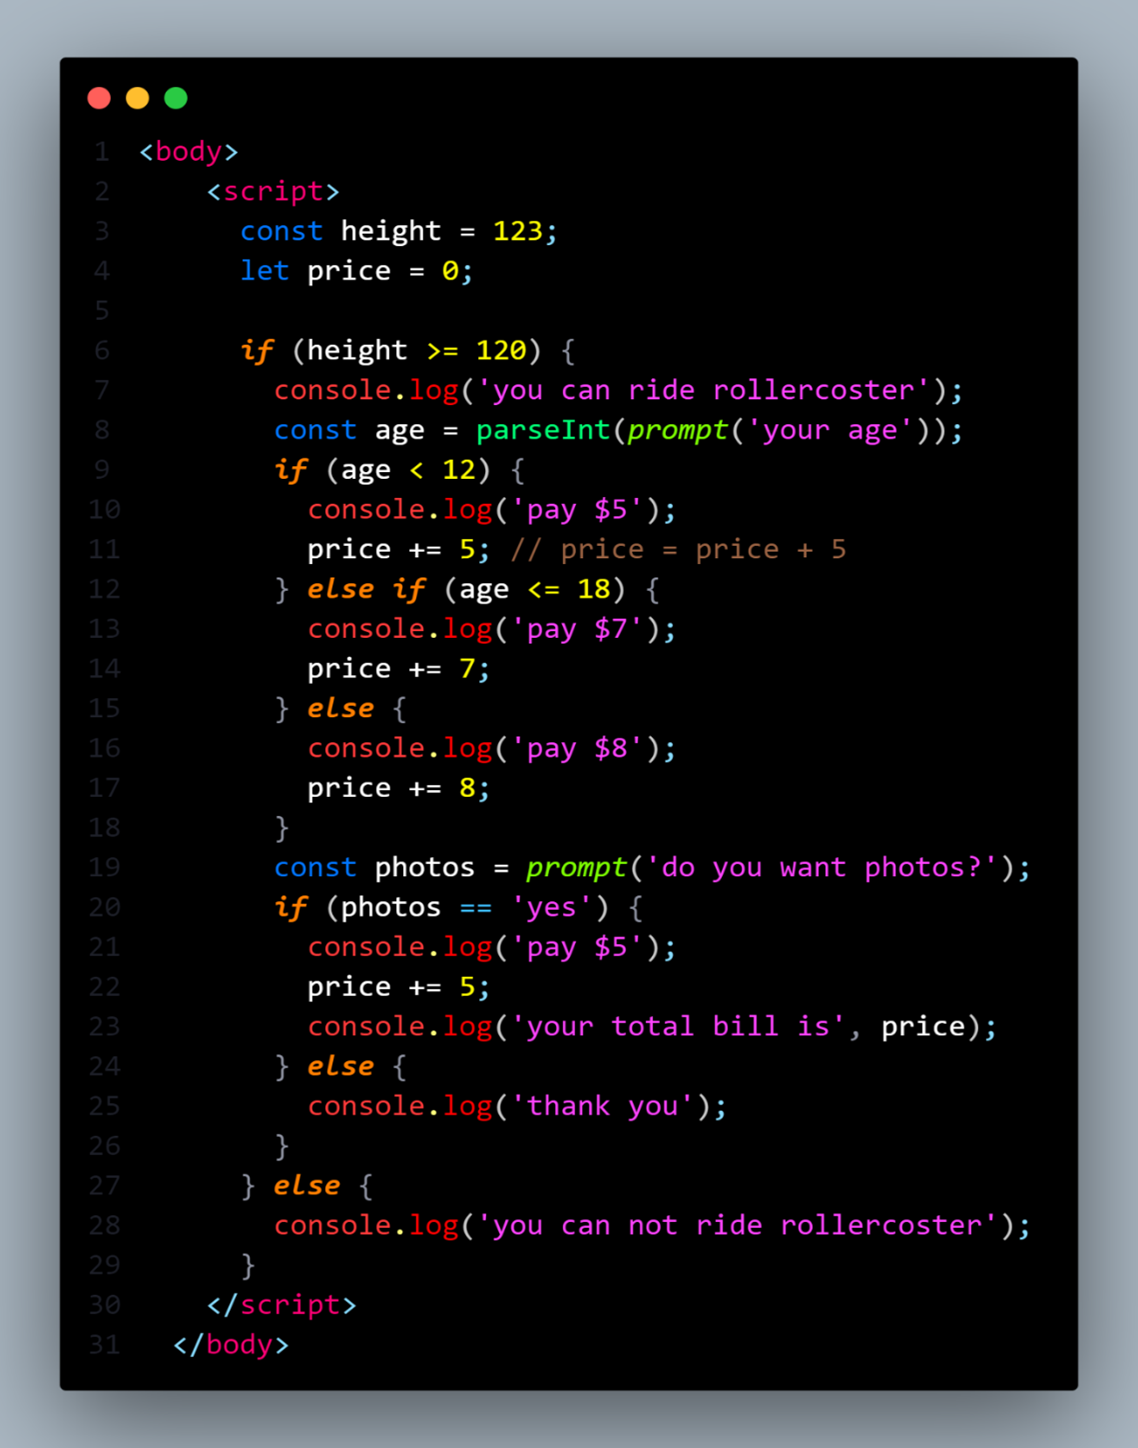 1 <body>
2     <script>
3       const height = 123;
4       let price = 0;
5
6       if (height >= 120) {
7         console.log('you can ride rollercoster');
8         const age = parseInt(prompt('your age'));
9         if (age < 12) {
10           console.log('pay $5');
11           price += 5; // price = price + 5
12         } else if (age <= 18) {
13           console.log('pay $7');
14           price += 7;
15         } else {
16           console.log('pay $8');
17           price += 8;
18         }
19         const photos = prompt('do you want photos?');
20         if (photos == 'yes') {
21           console.log('pay $5');
22           price += 5;
23           console.log('your total bill is', price);
24         } else {
25           console.log('thank you');
26         }
27       } else {
28         console.log('you can not ride rollercoster');
29       }
30     </script>
31   </body>